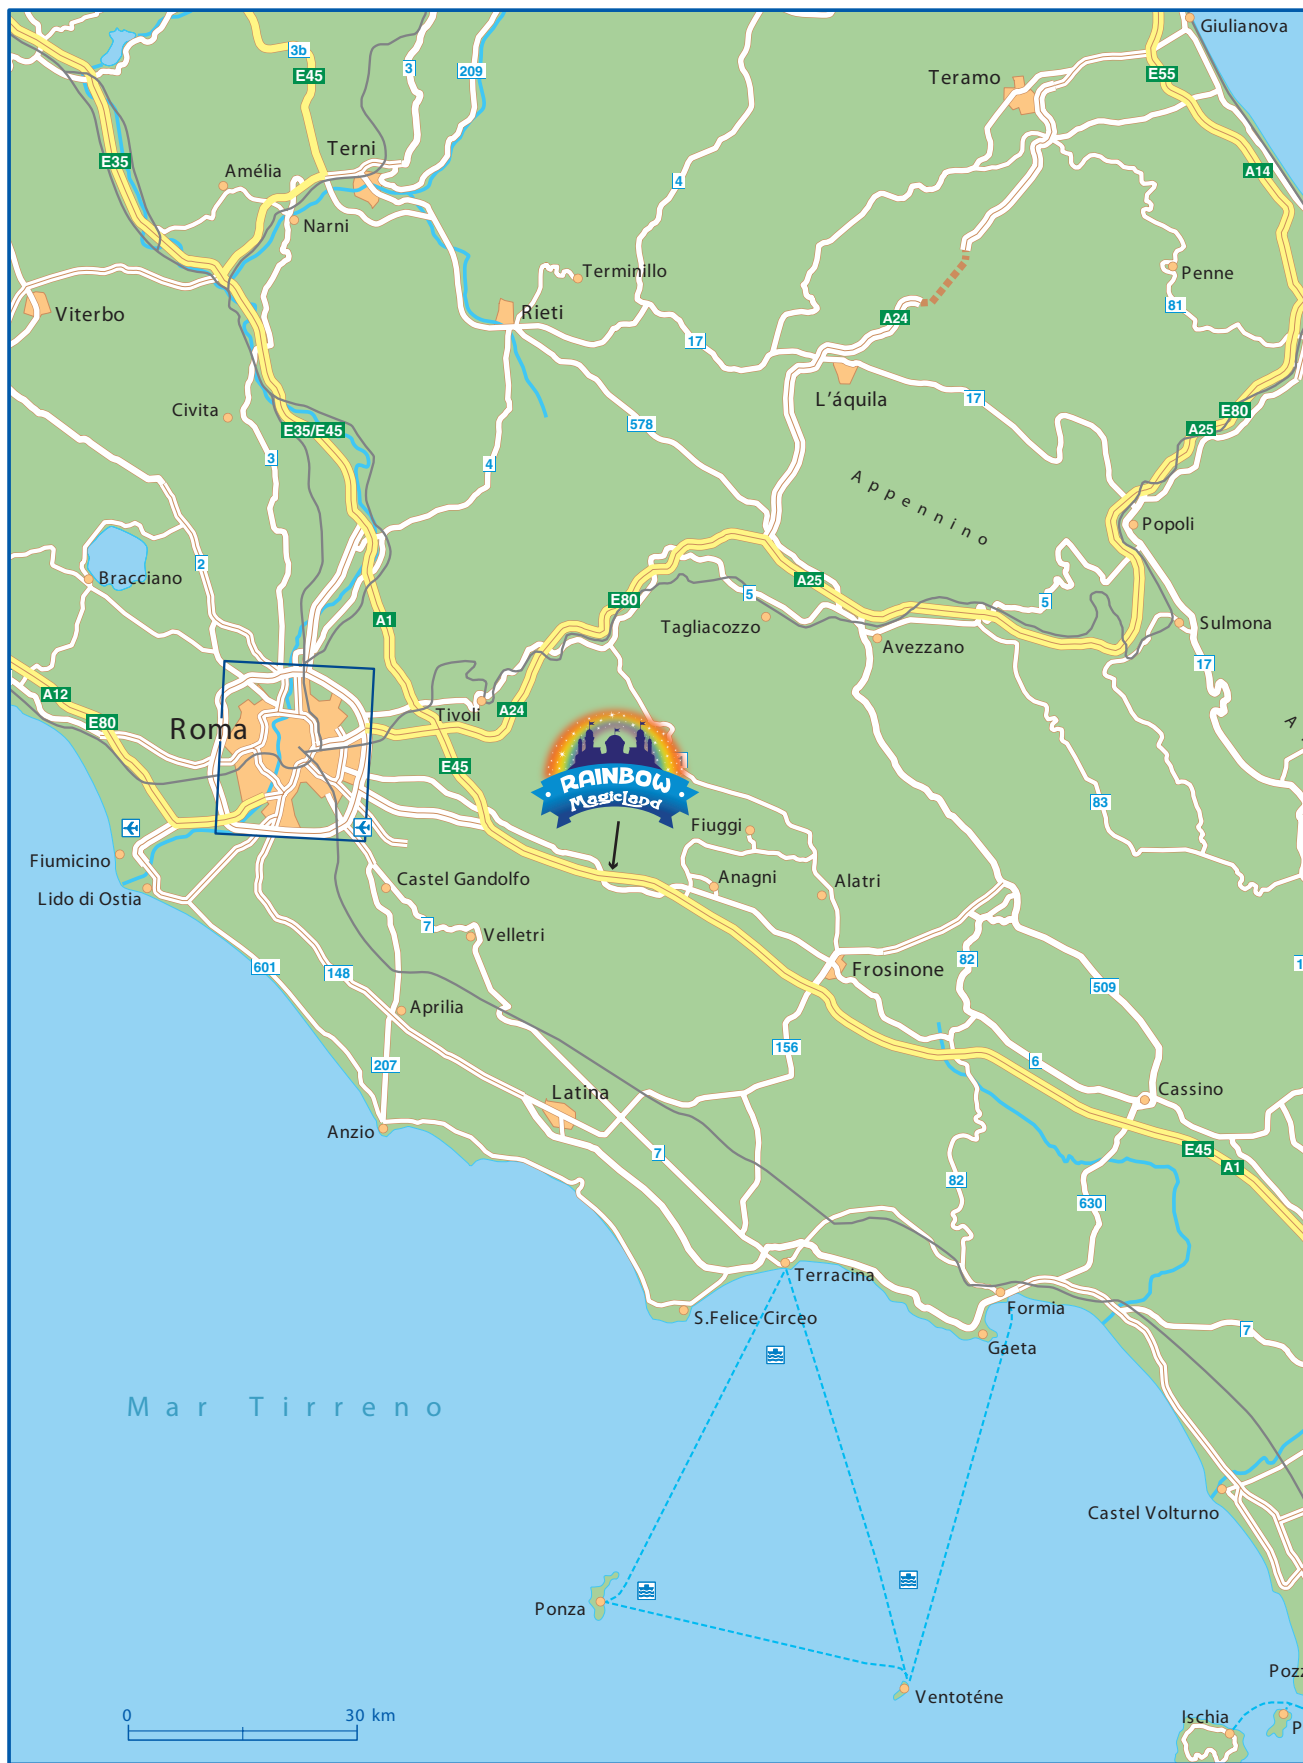 Giulianova
3b
3
209
Teramo
E55
E45
Terni
E35
Amélia
A14
4
Narni
Terminillo
Penne
Viterbo
Rieti
A24
81
17
L'áquila
17
Civita
E80
E35/E45
578
A25
3
4
Appennino
Popoli
2
Bracciano
A25
5
E80
5
A1
Tagliacozzo
Sulmona
Avezzano
17
A12
Tivoli
A24
E80
Roma
A
E45
RAINBOW
MagicLand
83
Fiuggi
Fiumicino
Castel Gandolfo
Anagni
Alatri
Lido di Ostia
7
Velletri
82
601
148
Frosinone
509
Aprilia
156
6
207
Latina
Cassino
Anzio
E45
7
A1
82
630
Terracina
Formia
S.Felice Circeo
7
Gaeta
Mar Tirreno
Castel Volturno
Ponza
Pozz
Ventoténe
0
30 km
Ischia
P